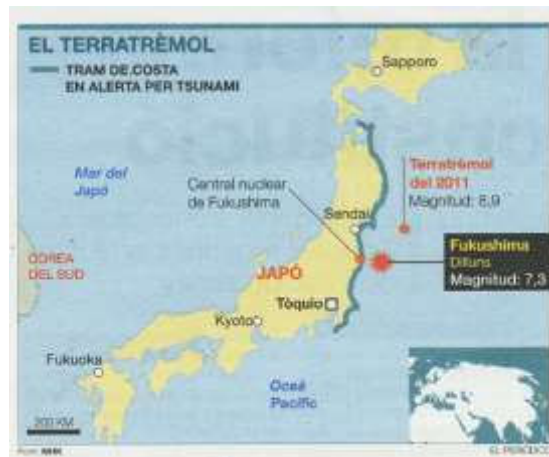 EL TERRATRÈMOL
TRAM DE COSTA
EN ALERTA PER TSUNAMI
Sapporo
Mar del
Japó
Central nuclear
de Fukushima
Terratrèmol
del 2011
Magnitud: 8,9
Sendai
Fukushima
Dilluns
Magnitud: 7,3
COREA
DEL SUD
JAPÓ
Tòquio
Kyoto
Fukuoka
Oceà
Pacífic
200 KM
Font: NHK
EL PERIÓDICO